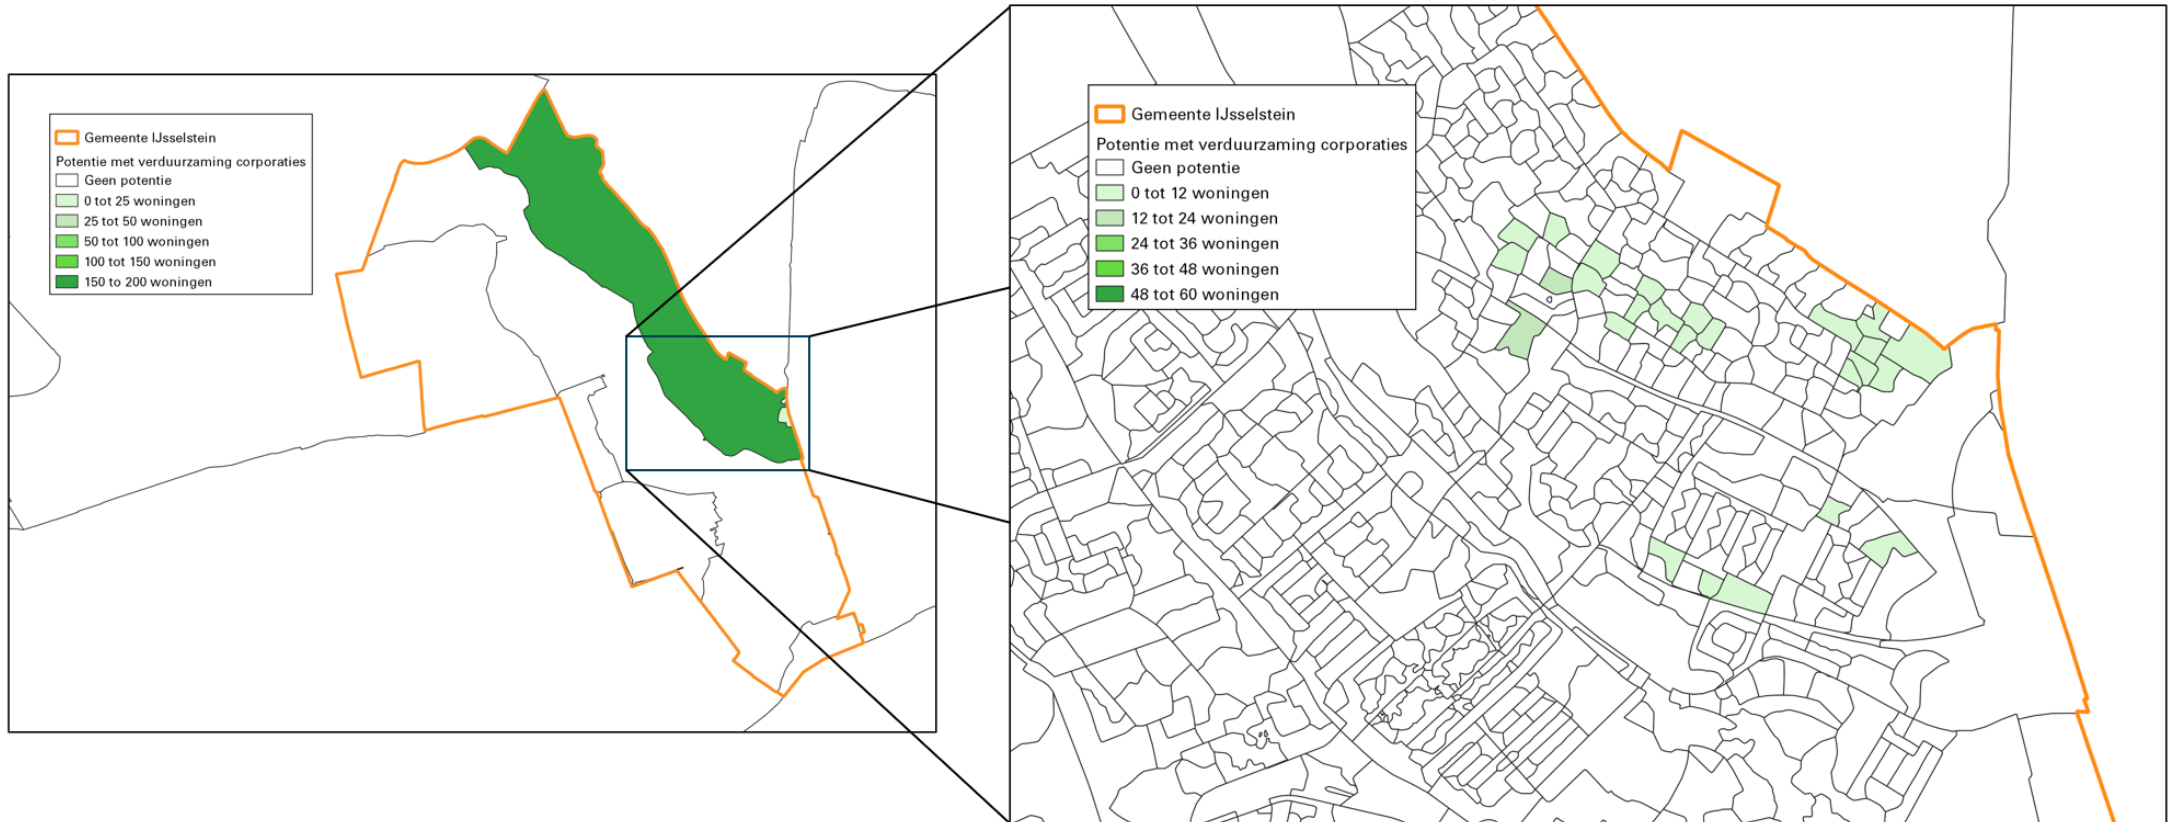 Gemeente IJsselstein
Potentie met verduurzaming corporaties
Geen potentie
0 tot 25 woningen
25 tot 50 woningen
50 tot 100 woningen
100 tot 150 woningen
150 to 200 woningen
Gemeente IJsselstein
Potentie met verduurzaming corporaties
Geen potentie
0 tot 12 woningen
12 tot 24 woningen
24 tot 36 woningen
36 tot 48 woningen
48 tot 60 woningen